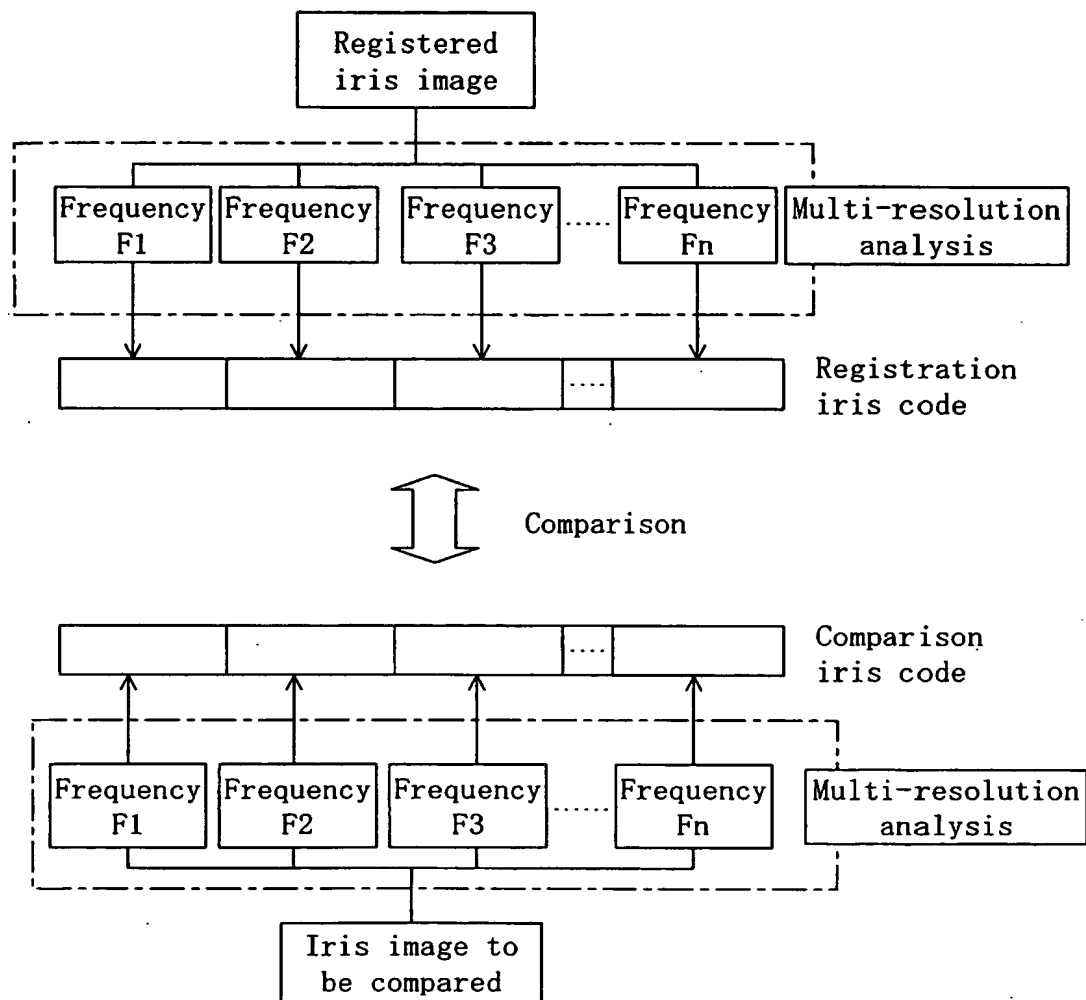 Registered
iris image
Frequency
F1
Frequency
F2
Frequency
F3
.....
Frequency
Fn
Multi-resolution
analysis
....
Registration
iris code
Comparison
....
Comparison
iris code
Frequency
F1
Frequency
F2
Frequency
F3
......
Frequency
Fn
Multi-resolution
analysis
Iris image to
be compared